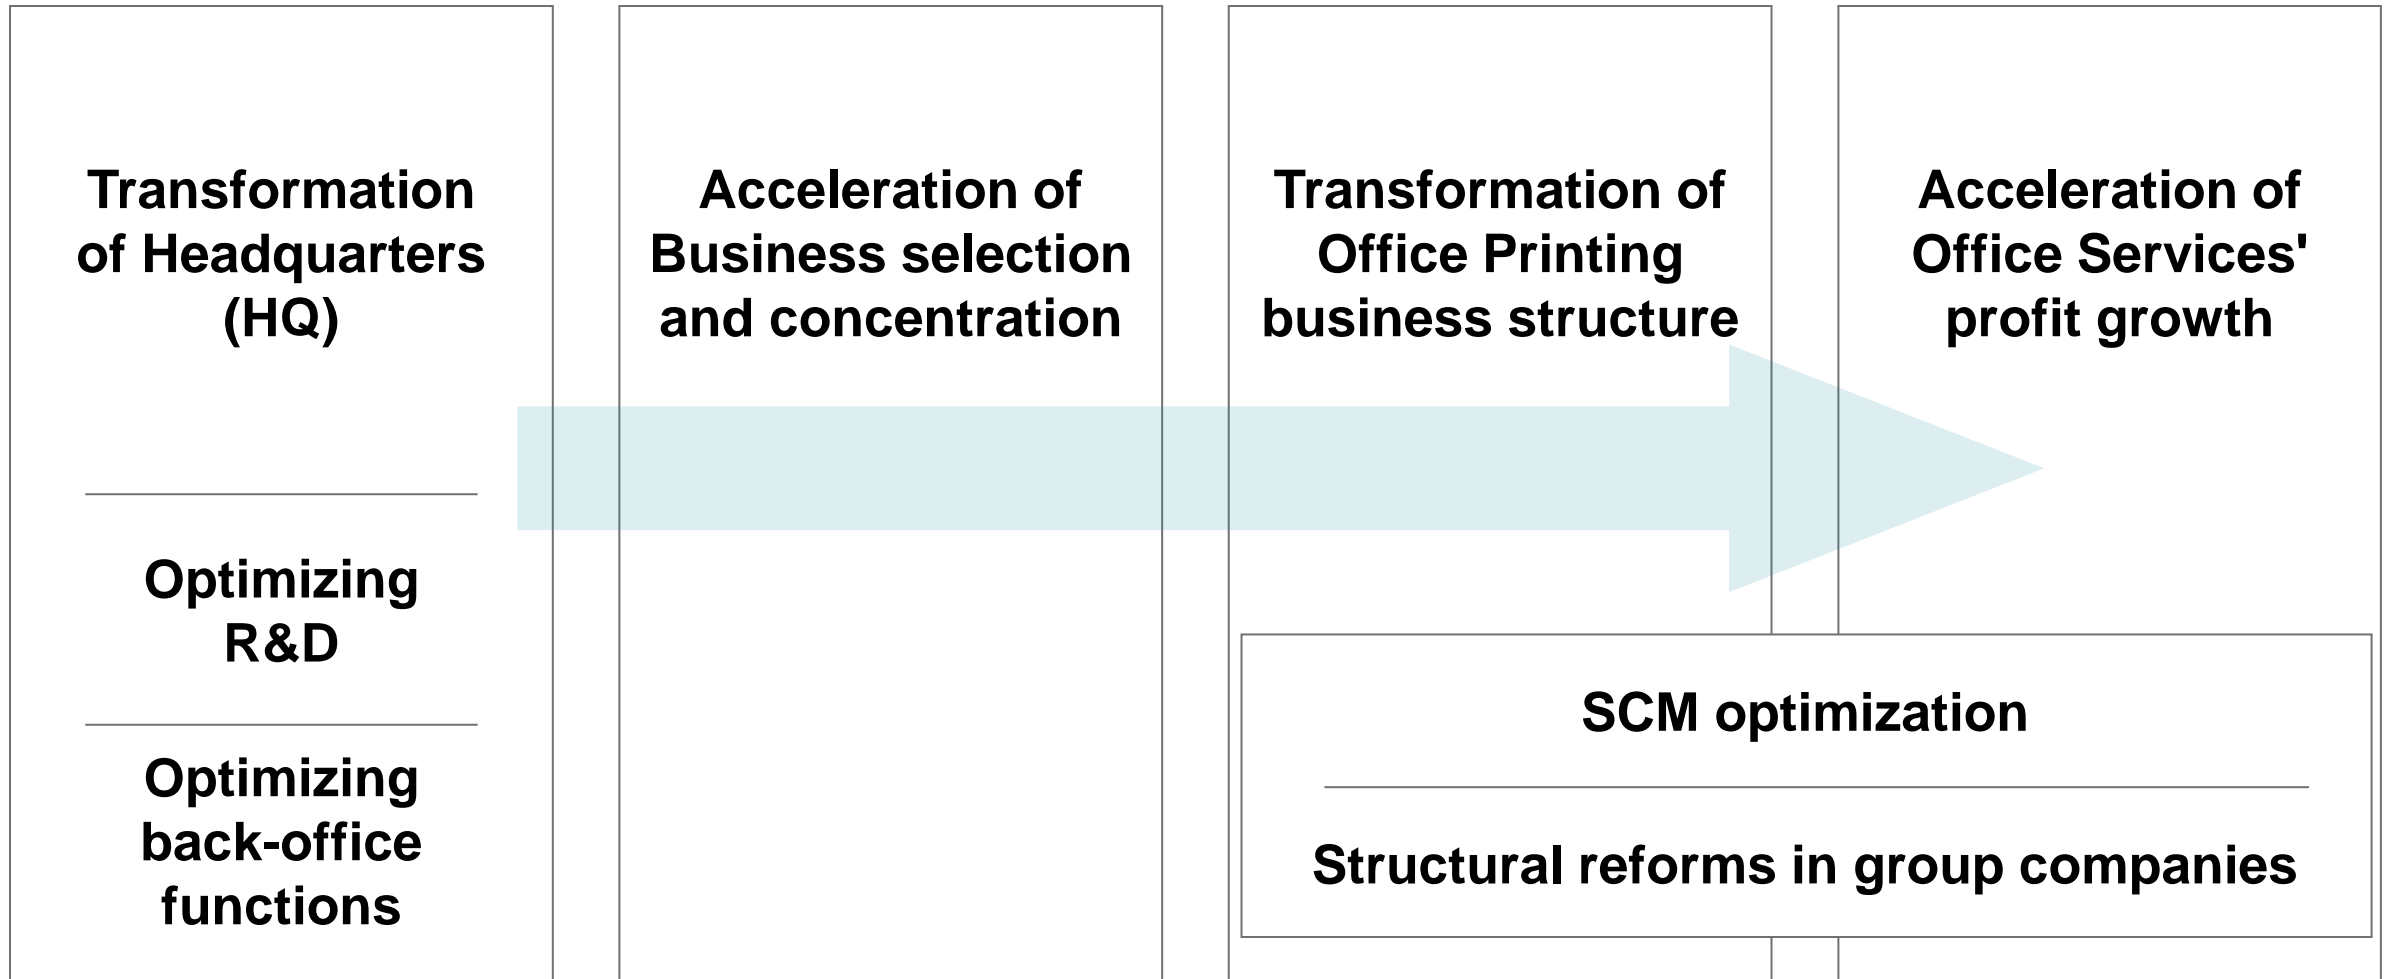 Transformation
of Headquarters
(HQ)
Optimizing
R&D
Optimizing
back-office
functions
Acceleration of
Business selection
and concentration
Transformation of
Office Printing
business structure
Acceleration of
Office Services'
profit growth
SCM optimization
Structural reforms in group companies